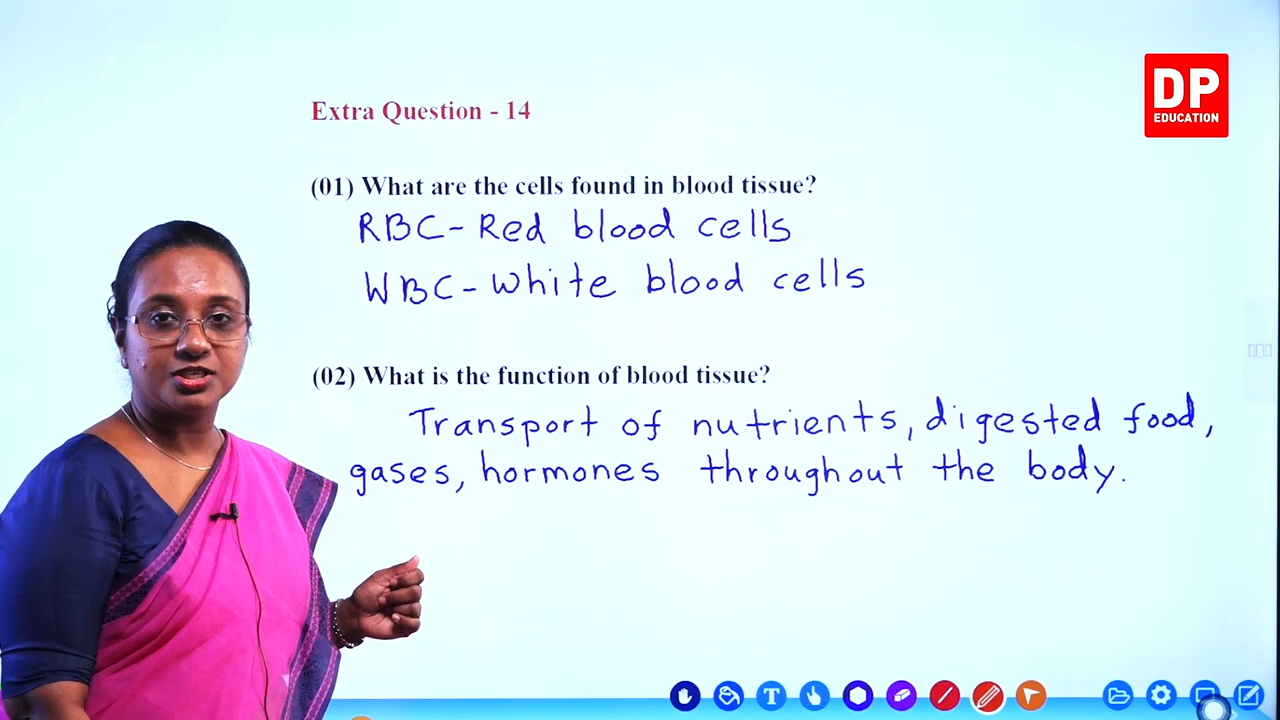 DP
EDUCATION
Extra Question - 14
(01) What are the cells found in blood tissue?
RBC-Red blood cells
WBC-White blood cells
(02) What is the function of blood tissue?
Transport of nutrients, digested food,
gases, hormones throughout the body.
T